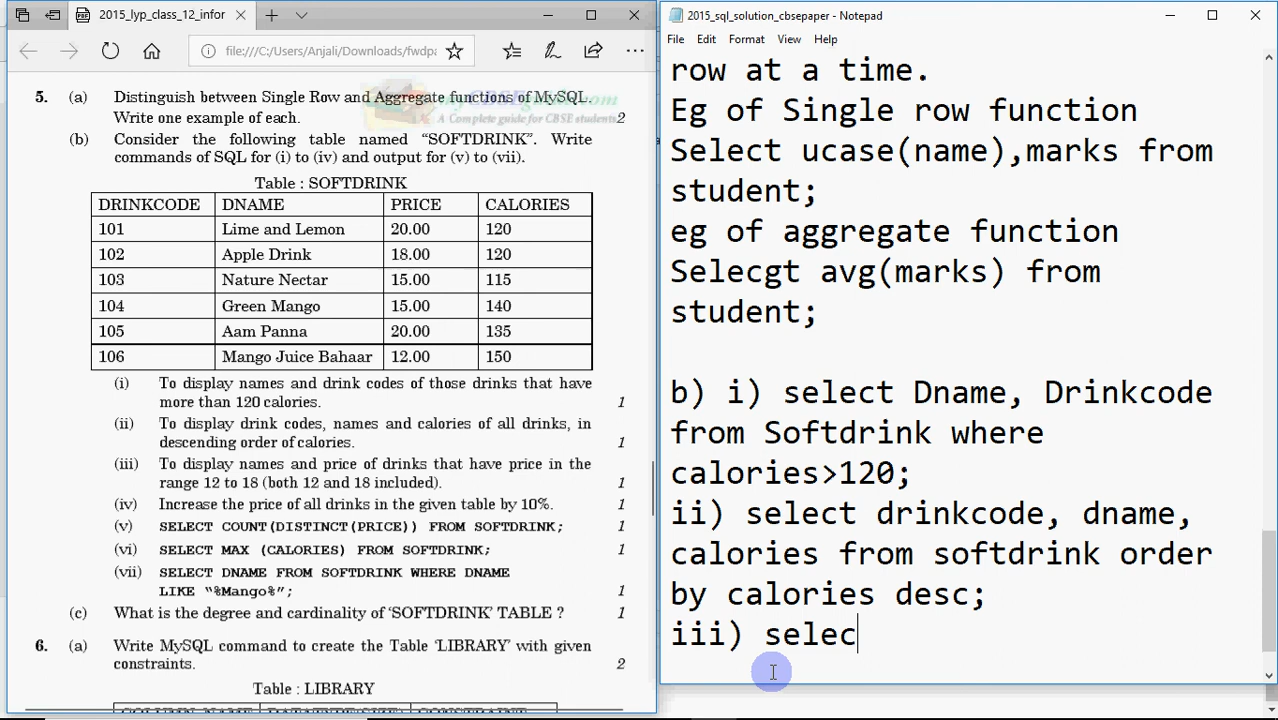 2015_lyp_class_12_infor
file:///C:/Users/Anjali/Downloads/fwdpa
5. (a) Distinguish between Single Row and Aggregate functions of MySQL.
Write one example of each. 2
(b) Consider the following table named "SOFTDRINK". Write
commands of SQL for (i) to (iv) and output for (v) to (vii).
Table : SOFTDRINK
DRINKCODE DNAME PRICE CALORIES
101 Lime and Lemon 20.00 120
102 Apple Drink 18.00 120
103 Nature Nectar 15.00 115
104 Green Mango 15.00 140
105 Aam Panna 20.00 135
106 Mango Juice Bahaar 12.00 150
(i) To display names and drink codes of those drinks that have
more than 120 calories. 1
(ii) To display drink codes, names and calories of all drinks, in
descending order of calories. 1
(iii) To display names and price of drinks that have price in the
range 12 to 18 (both 12 and 18 included). 1
(iv) Increase the price of all drinks in the given table by 10%. 1
(v) SELECT COUNT(DISTINCT(PRICE)) FROM SOFTDRINK; 1
(vi) SELECT MAX (CALORIES) FROM SOFTDRINK; 1
(vii) SELECT DNAME FROM SOFTDRINK WHERE DNAME
LIKE "%Mango%"; 1
(c) What is the degree and cardinality of 'SOFTDRINK' TABLE ? 1
6. (a) Write MySQL command to create the Table 'LIBRARY' with given
constraints. 2
Table : LIBRARY
A Complete guide for CBSE students
2015_sql_solution_cbsepaper - Notepad
File Edit Format View Help
row at a time.
Eg of Single row function
Select ucase(name),marks from
student;
eg of aggregate function
Selecgt avg(marks) from
student;
b) i) select Dname, Drinkcode
from Softdrink where
calories>120;
ii) select drinkcode, dname,
calories from softdrink order
by calories desc;
iii) selec